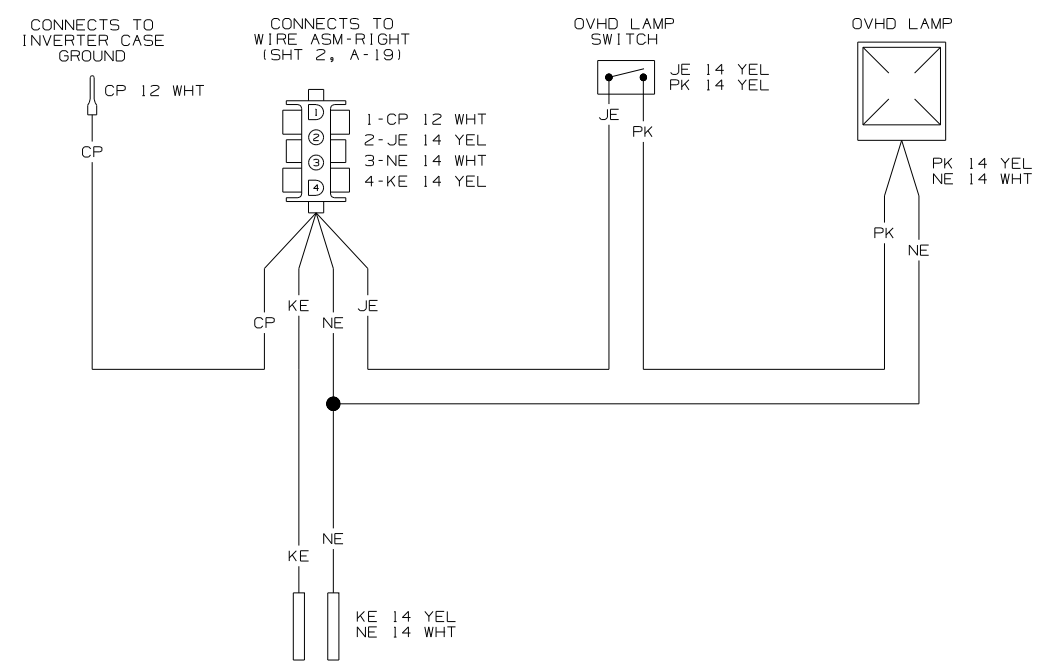 CONNECTS TO
INVERTER CASE
GROUND
CP 12 WHT
CP
CONNECTS TO
WIRE ASM-RIGHT
(SHT 2, A-19)
1
2
3
4
1-CP 12 WHT
2-JE 14 YEL
3-NE 14 WHT
4-KE 14 YEL
OVHD LAMP
SWITCH
JE 14 YEL
PK 14 YEL
JE
PK
OVHD LAMP
PK 14 YEL
NE 14 WHT
PK
NE
KE
JE
CP
NE
NE
KE
KE 14 YEL
NE 14 WHT